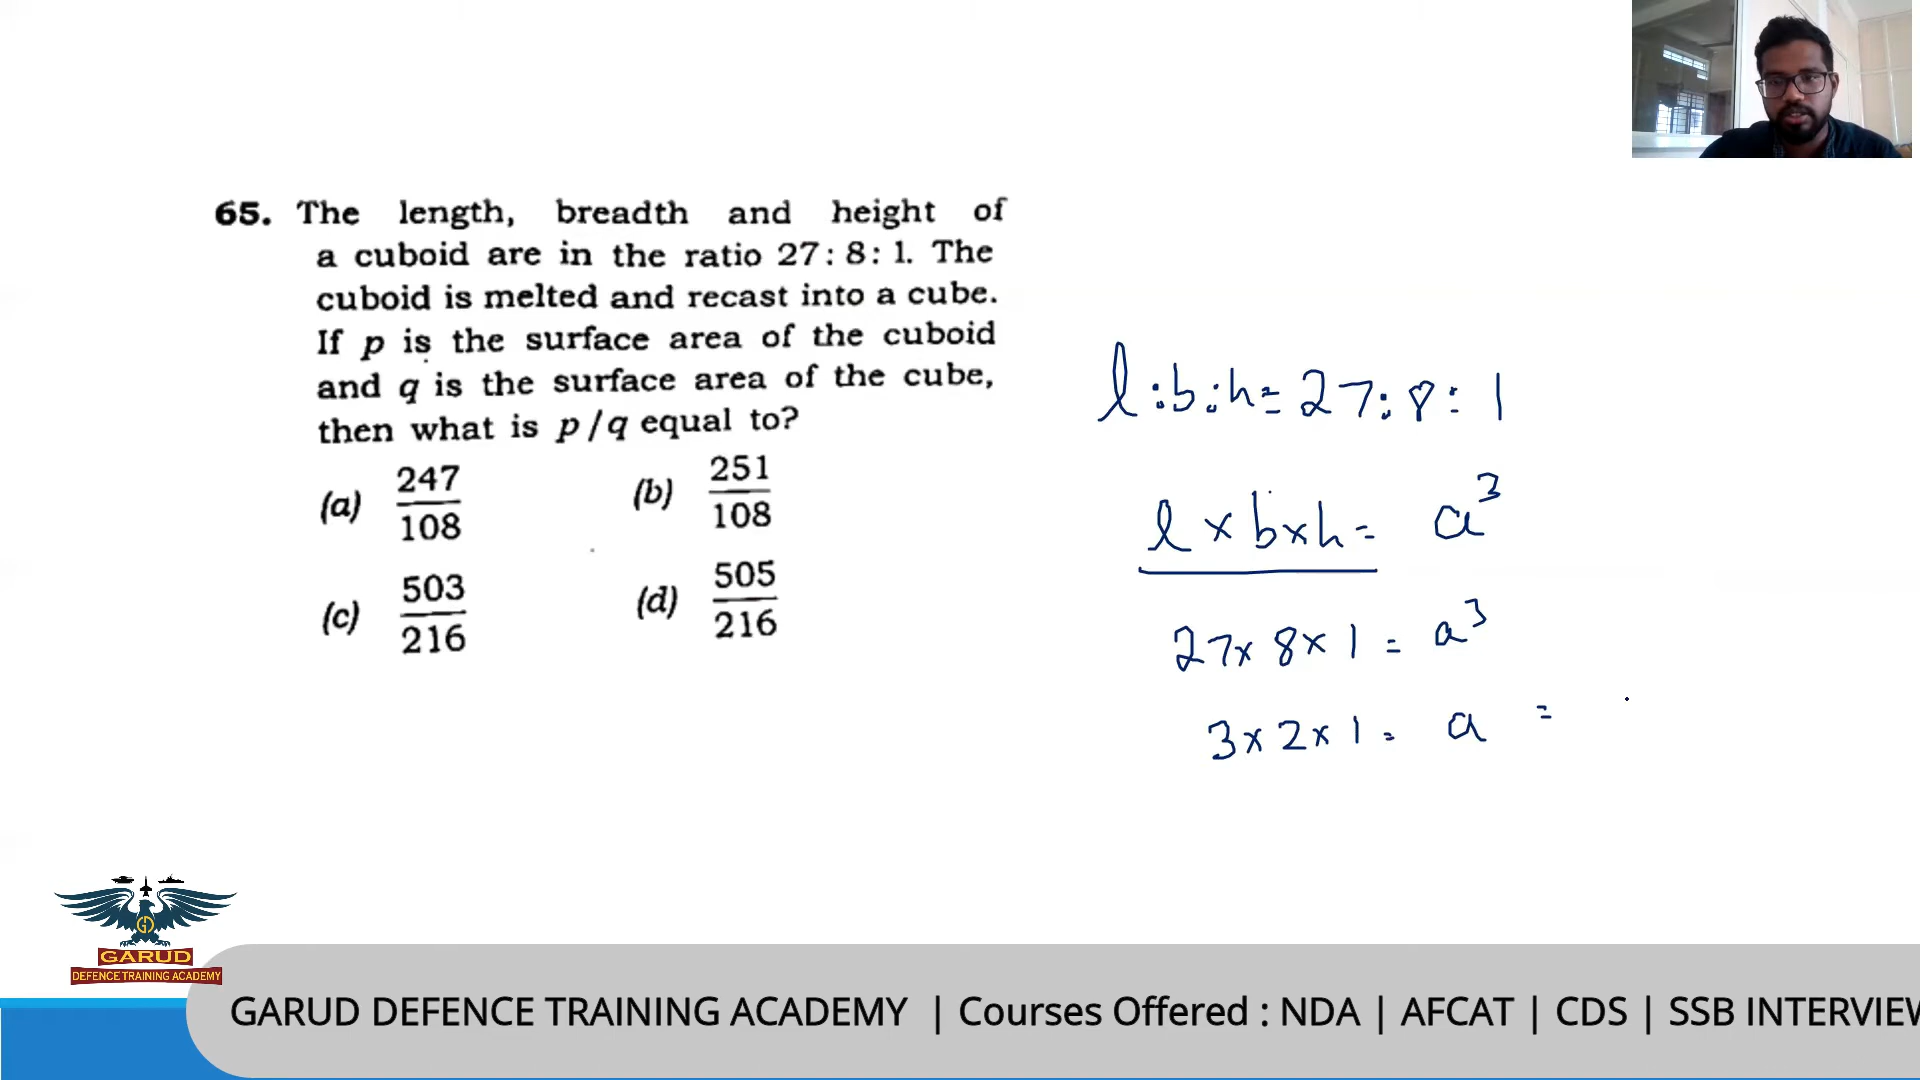 65. The length, breadth and height of
a cuboid are in the ratio 27 : 8 : 1. The
cuboid is melted and recast into a cube.
If p is the surface area of the cuboid
and q is the surface area of the cube,
then what is p/q equal to?
(a) 247/108
(b) 251/108
(c) 503/216
(d) 505/216
l : b : h = 27 : 8 : 1
l × b × h = a³
27 × 8 × 1 = a³
3 × 2 × 1 = a =
GARUD
DEFENCE TRAINING ACADEMY
GARUD DEFENCE TRAINING ACADEMY | Courses Offered : NDA | AFCAT | CDS | SSB INTERVIEW